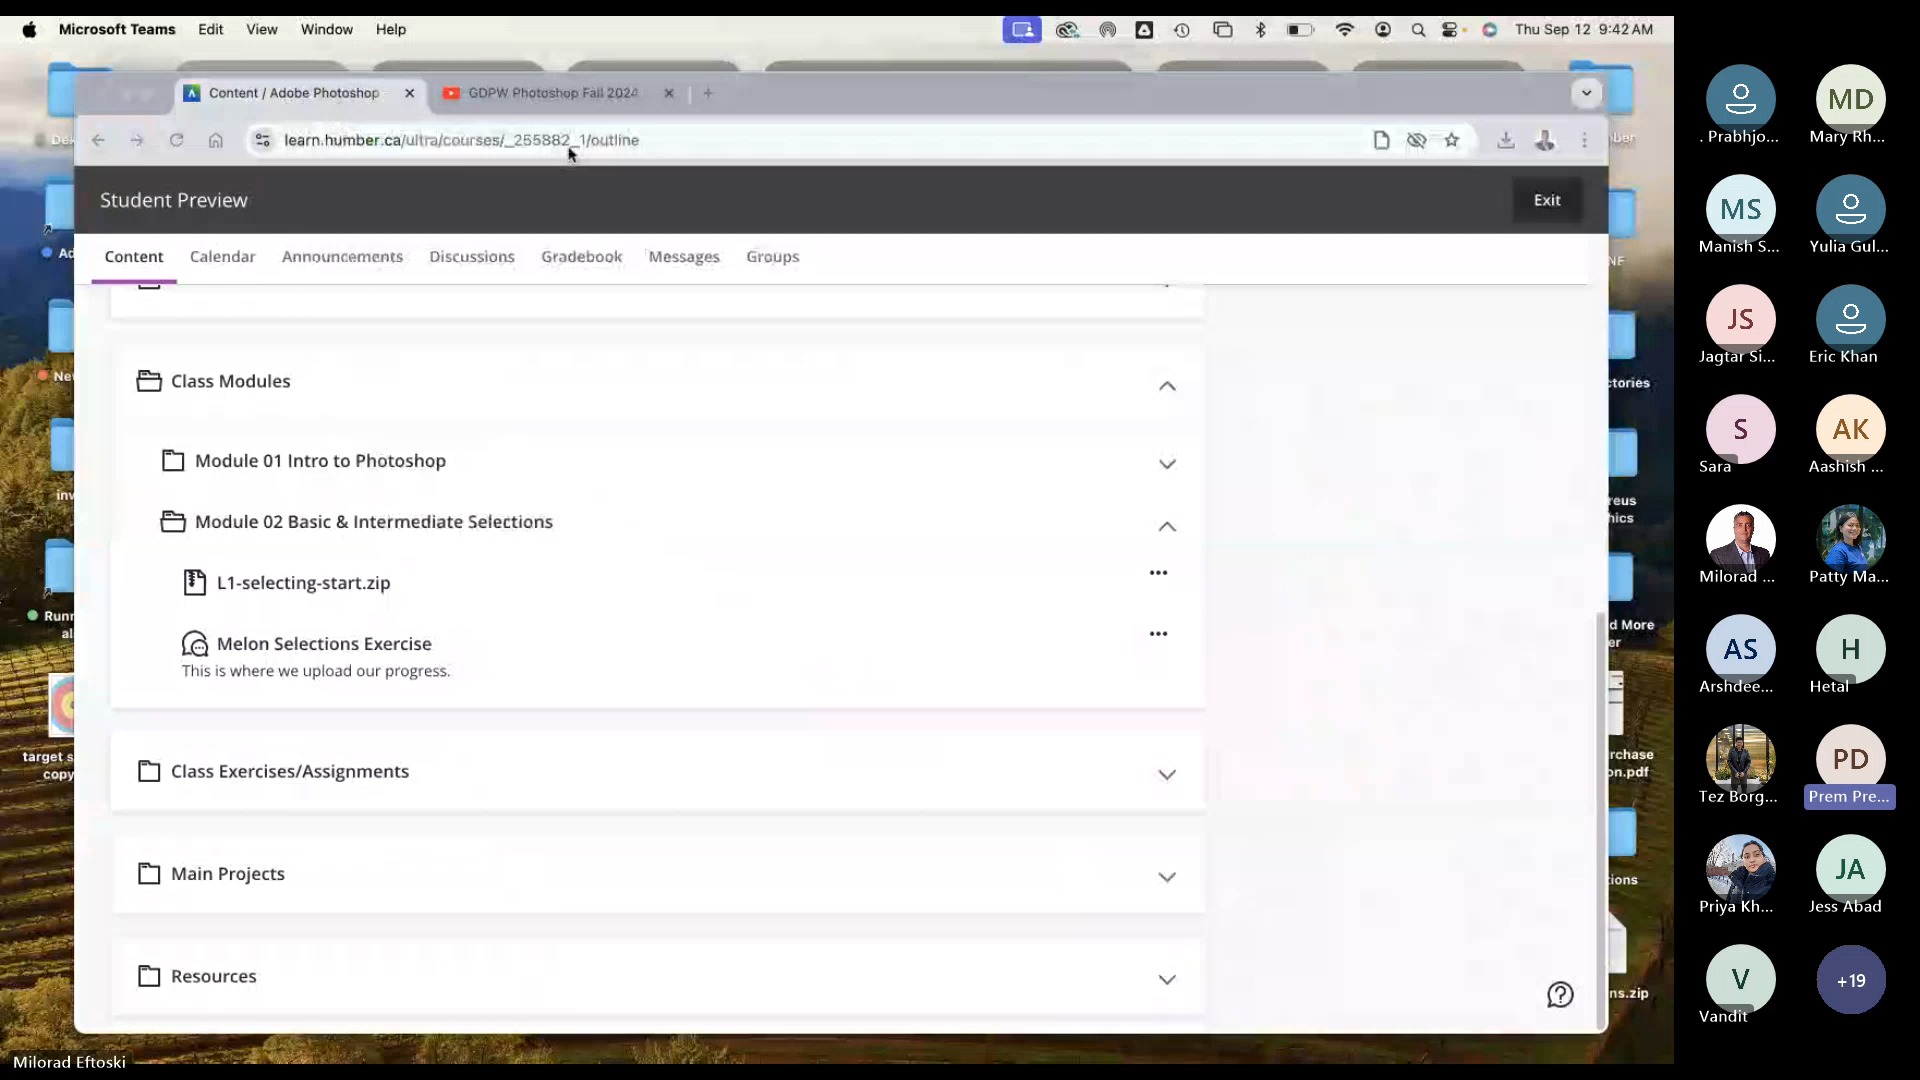 Microsoft Teams Edit View Window Help Thu Sep 12 9:42 AM
Content / Adobe Photoshop GDPW Photoshop Fall 2024
learn.humber.ca/ultra/courses/_255882_1/outline
Student Preview
Exit
Content Calendar Announcements Discussions Gradebook Messages Groups
Class Modules
Module 01 Intro to Photoshop
Module 02 Basic & Intermediate Selections
L1-selecting-start.zip
Melon Selections Exercise
This is where we upload our progress.
Class Exercises/Assignments
Main Projects
Resources
target s
copy
. Prabhjo...
MD
Mary Rh...
MS
Manish S...
Yulia Gul...
JS
Jagtar Si...
Eric Khan
S
Sara
AK
Aashish ...
Milorad ...
Patty Ma...
AS
Arshdee...
H
Hetal
Tez Borg...
PD
Prem Pre...
Priya Kh...
JA
Jess Abad
V
Vandit
+19
Milorad Eftoski